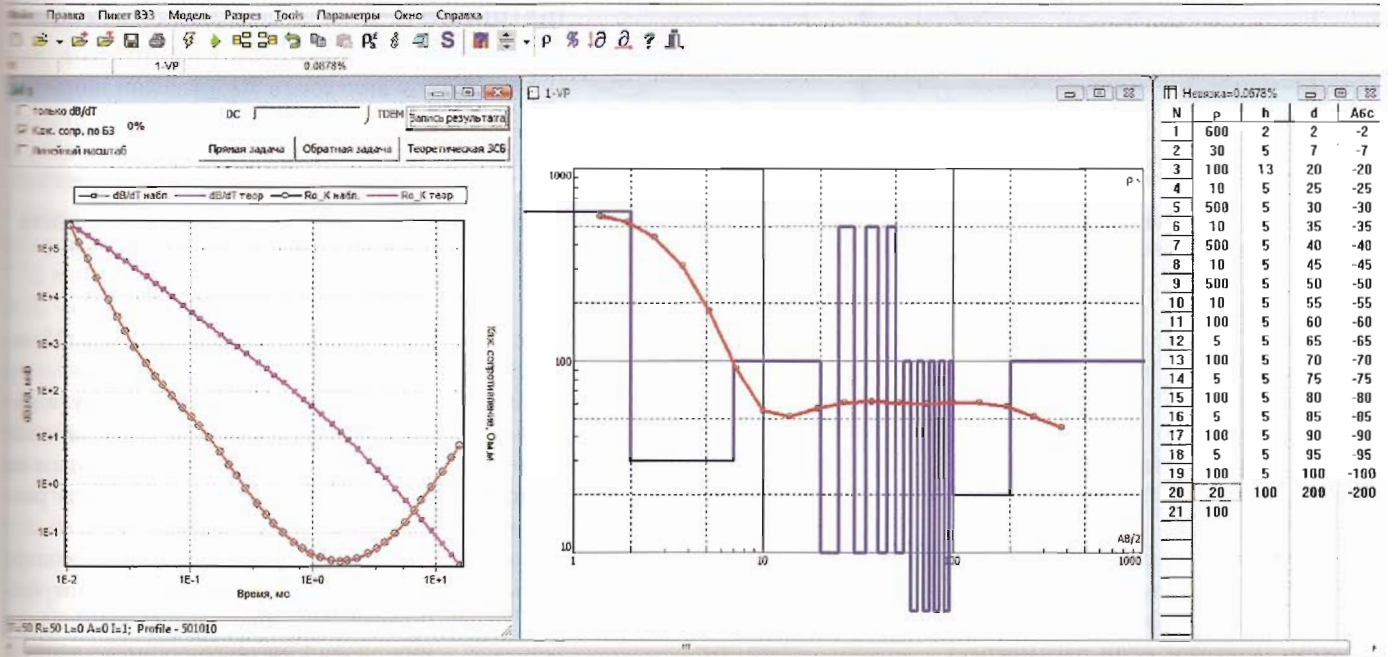 Правка Пикет ВЭЗ Модель Разрез Tools Параметры Окно Справка
1-VP 0.0678%
только dB/dT
Каж. сопр. по БЗ 0%
Линейный масштаб
DC TDEM
Запись результата
Прямая задача Обратная задача Теоретическая ЗСБ
dB/dT набл. dB/dT теор Ro_K набл. Ro_K теор
1E+5
1E+4
1E+3
1E+2
1E+1
1E+0
1E-1
1E-2 1E-1 1E+0 1E+1
Время, мс
Каж. сопротивление, Ом.м
T=50 R=50 L=0 A=0 I=1; Profile - 501010
1-VP
1000
100
10
ρ
AB/2
1 10 100 1000
Невязка=0.0678%
N ρ h d Абс
1 600 2 2 -2
2 30 5 7 -7
3 100 13 20 -20
4 10 5 25 -25
5 500 5 30 -30
6 10 5 35 -35
7 500 5 40 -40
8 10 5 45 -45
9 500 5 50 -50
10 10 5 55 -55
11 100 5 60 -60
12 5 5 65 -65
13 100 5 70 -70
14 5 5 75 -75
15 100 5 80 -80
16 5 5 85 -85
17 100 5 90 -90
18 5 5 95 -95
19 100 5 100 -100
20 20 100 200 -200
21 100